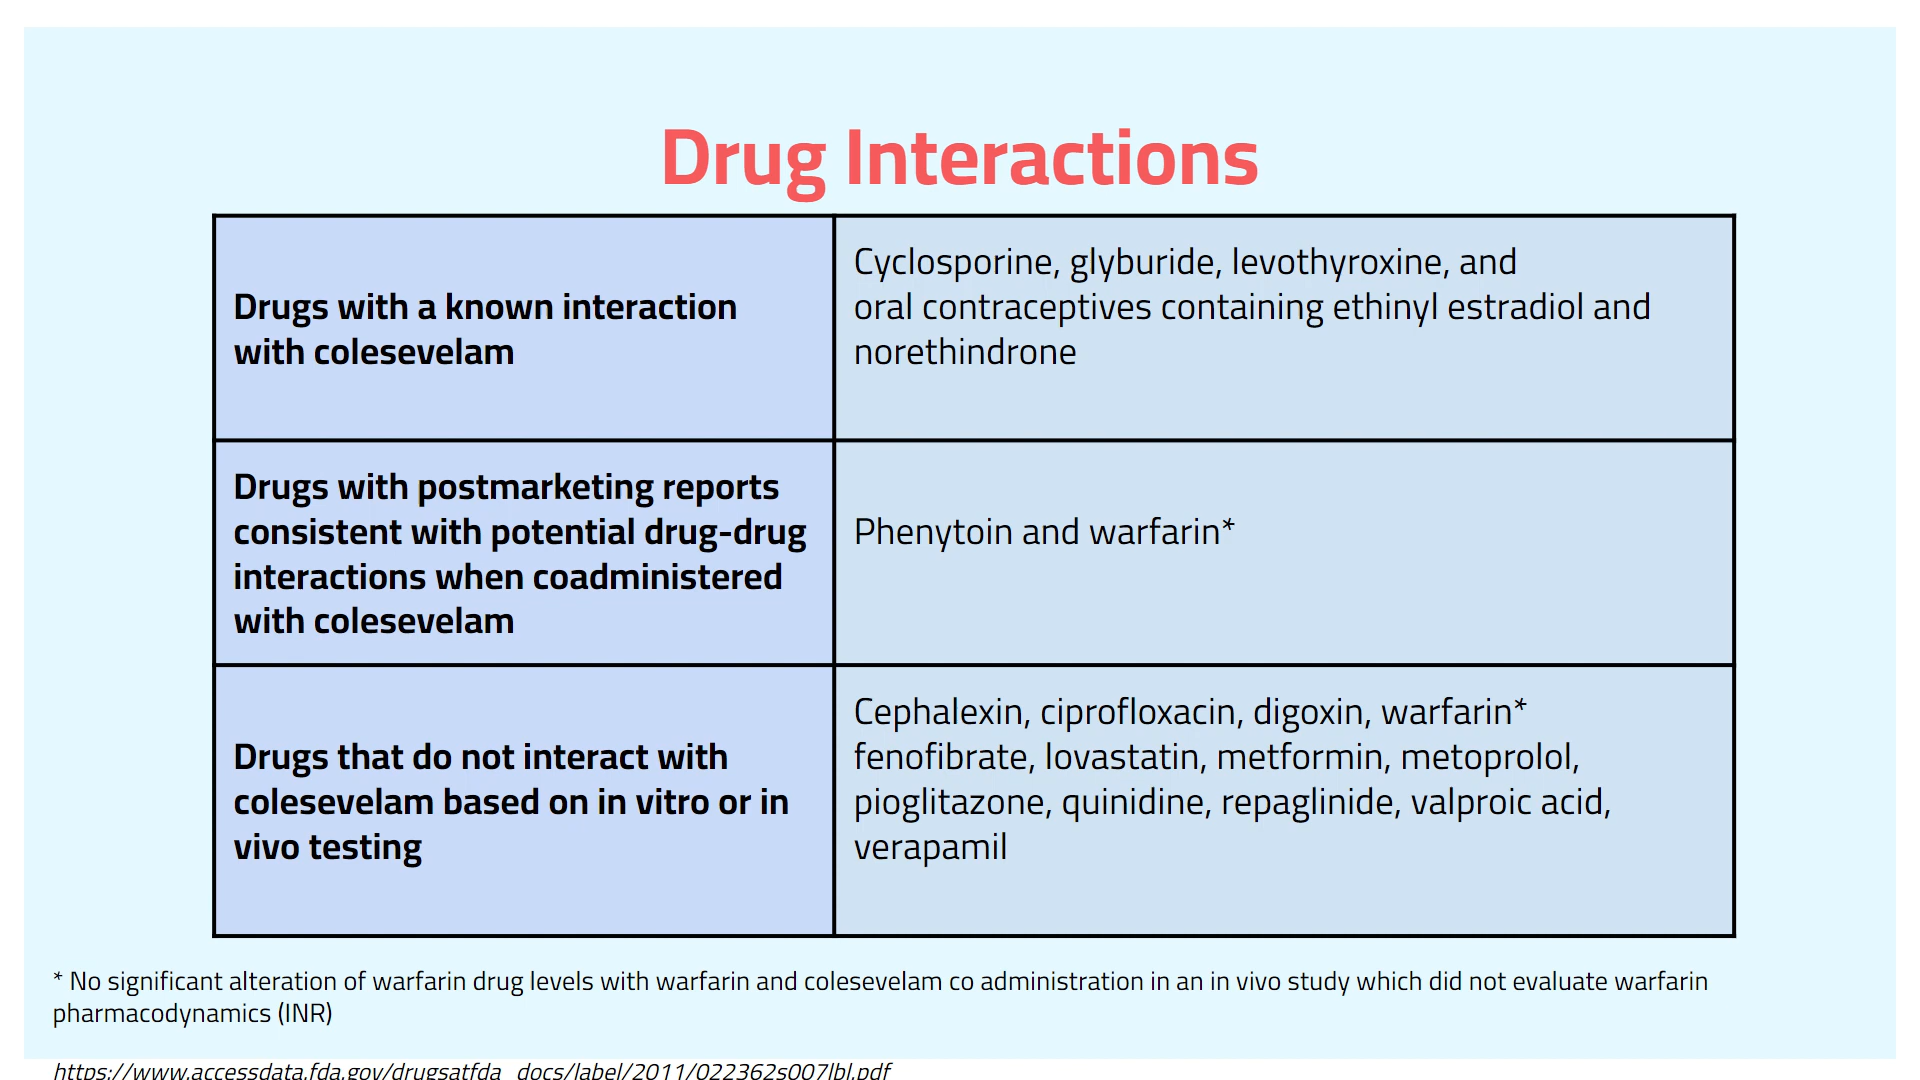 Drug Interactions
Drugs with a known interaction
with colesevelam
Cyclosporine, glyburide, levothyroxine, and
oral contraceptives containing ethinyl estradiol and
norethindrone
Drugs with postmarketing reports
consistent with potential drug-drug
interactions when coadministered
with colesevelam
Phenytoin and warfarin*
Drugs that do not interact with
colesevelam based on in vitro or in
vivo testing
Cephalexin, ciprofloxacin, digoxin, warfarin*
fenofibrate, lovastatin, metformin, metoprolol,
pioglitazone, quinidine, repaglinide, valproic acid,
verapamil
* No significant alteration of warfarin drug levels with warfarin and colesevelam co administration in an in vivo study which did not evaluate warfarin
pharmacodynamics (INR)
https://www.accessdata.fda.gov/drugsatfda_docs/label/2011/022362s007lbl.pdf